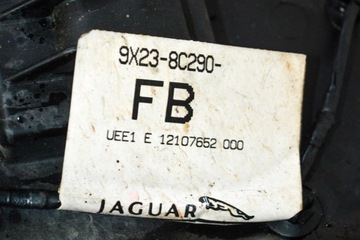 9X23-8C290-
FB
UEE1 E 12107652 000
JAGUAR